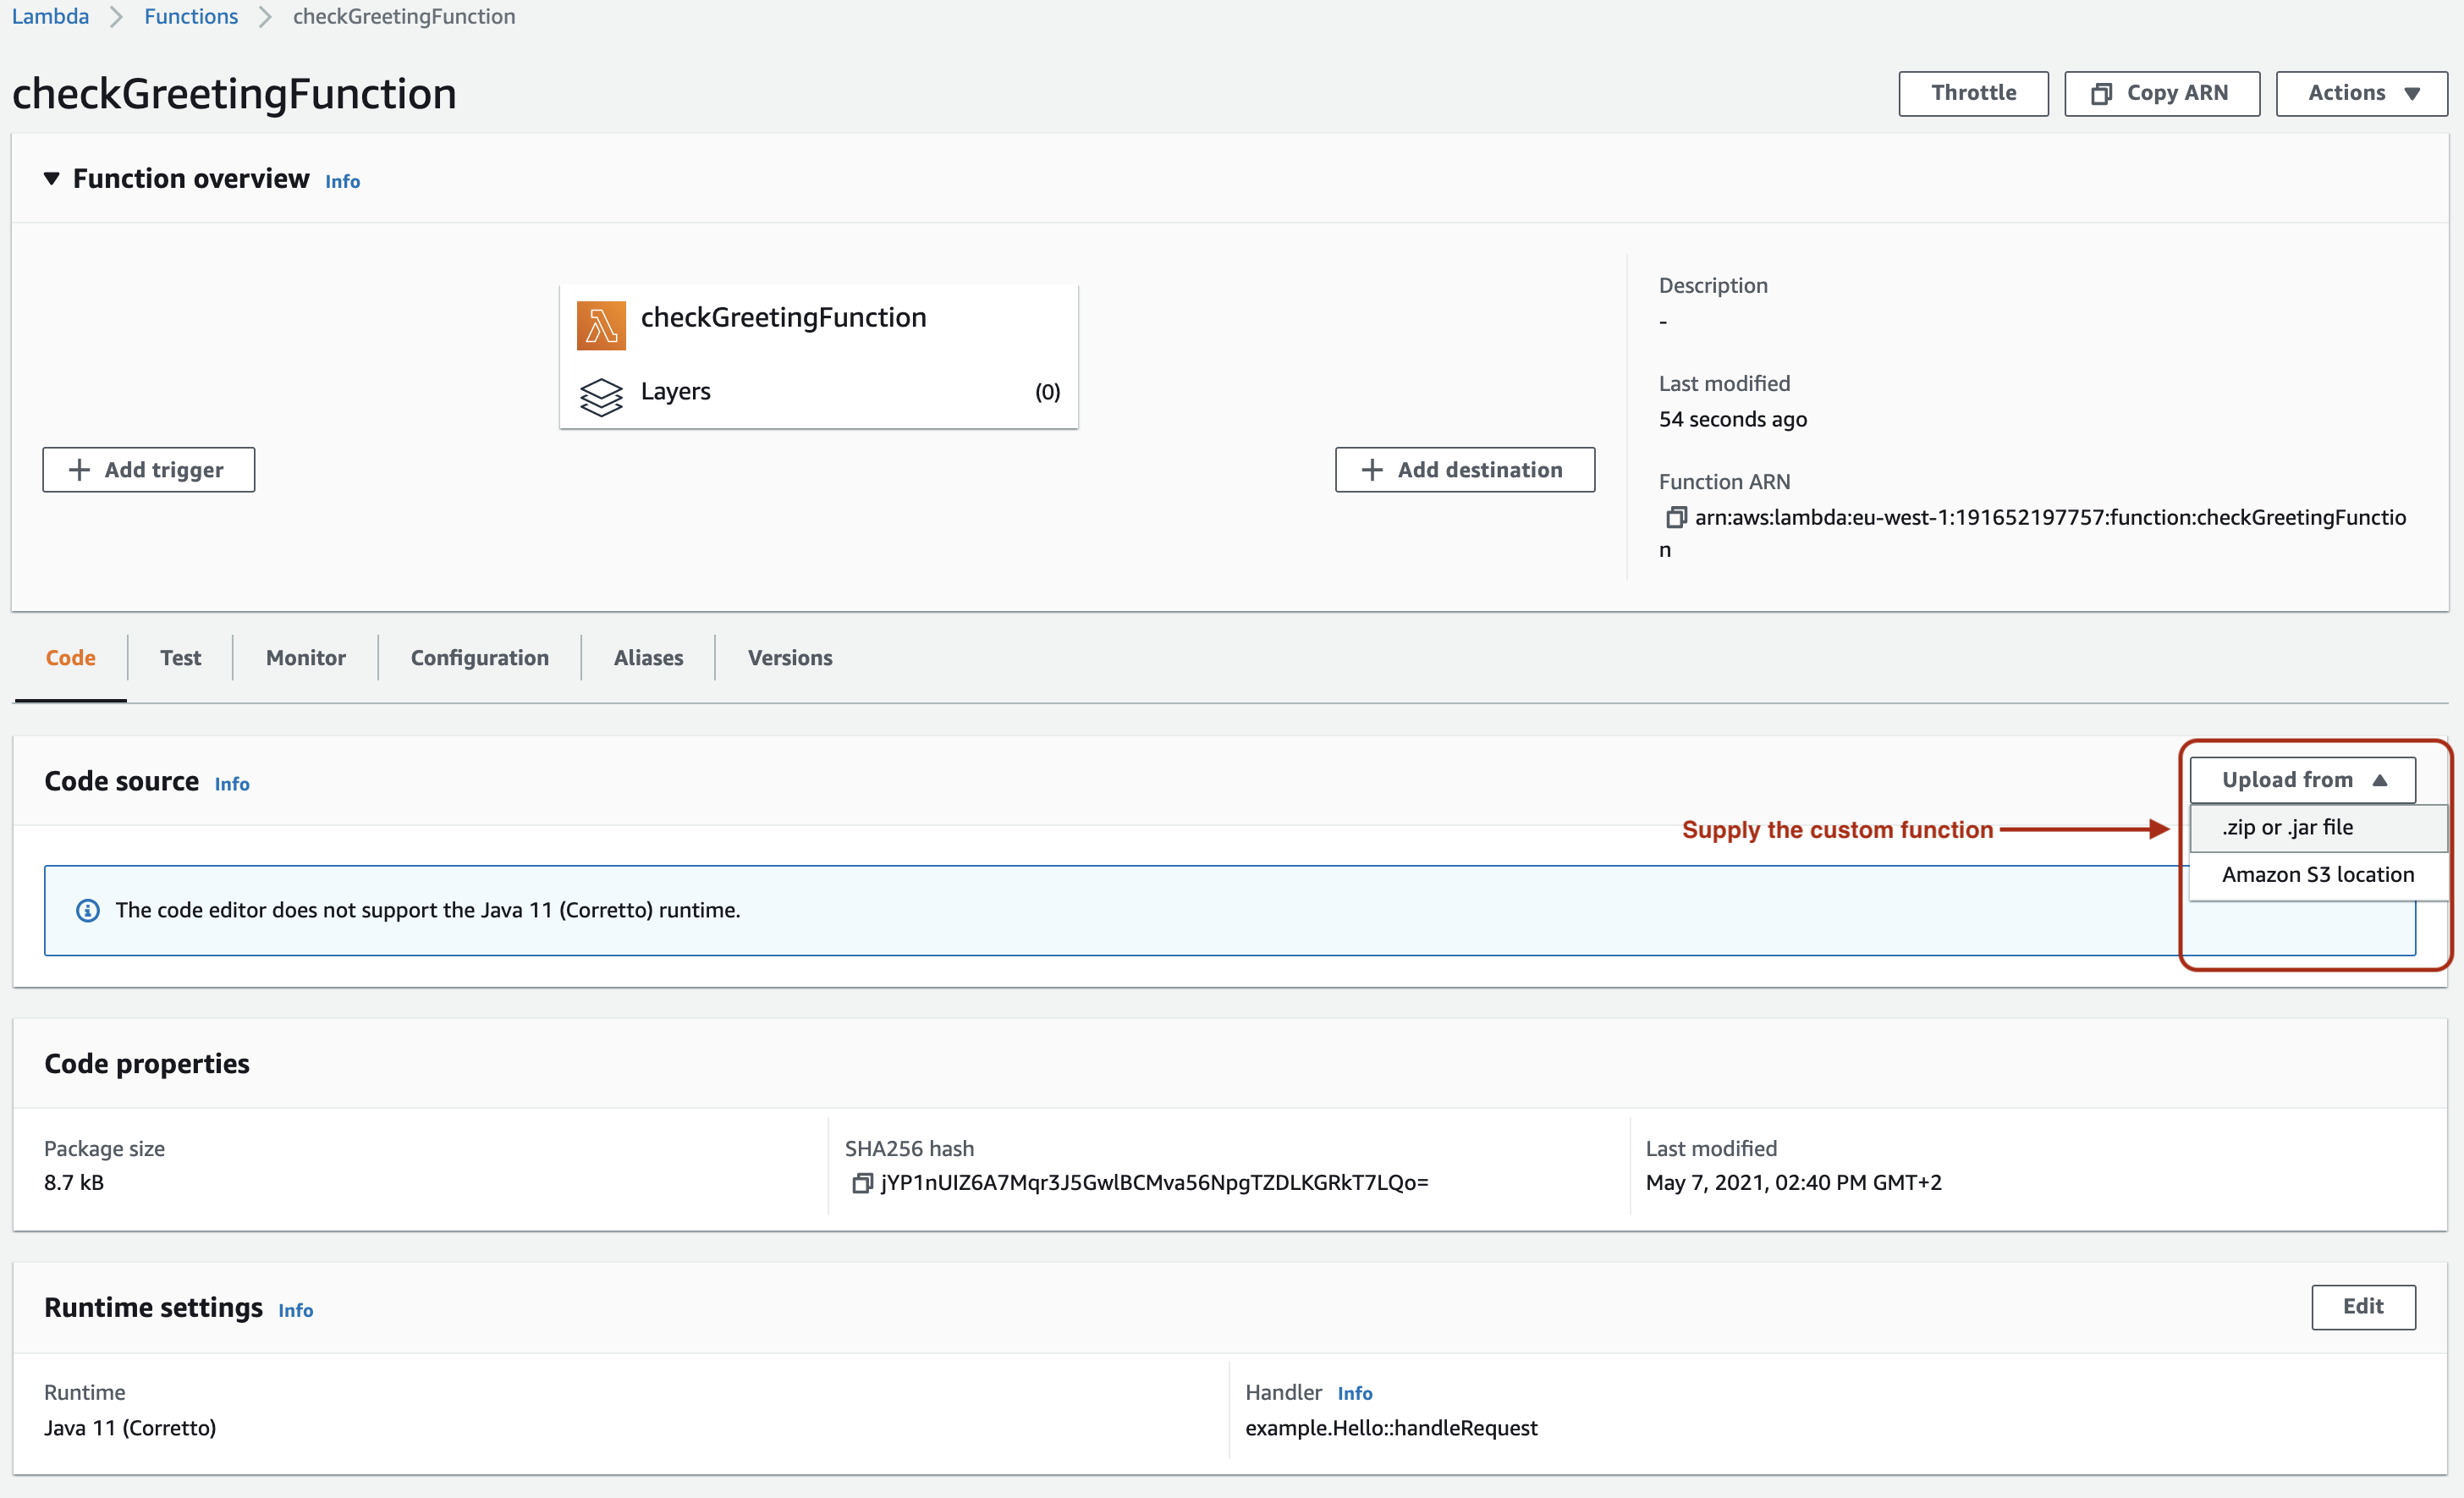 Lambda
Functions
checkGreetingFunction
checkGreetingFunction
Throttle
Copy ARN
Actions
Function overview Info
checkGreetingFunction
Layers (0)
Add trigger
Add destination
Description
-
Last modified
54 seconds ago
Function ARN
arn:aws:lambda:eu-west-1:191652197757:function:checkGreetingFunctio
n
Code
Test
Monitor
Configuration
Aliases
Versions
Code source Info
Upload from
Supply the custom function
.zip or .jar file
Amazon S3 location
The code editor does not support the Java 11 (Corretto) runtime.
Code properties
Package size
8.7 kB
SHA256 hash
jYP1nUIZ6A7Mqr3J5GwlBCMva56NpgTZDLKGRkT7LQo=
Last modified
May 7, 2021, 02:40 PM GMT+2
Runtime settings Info
Edit
Runtime
Java 11 (Corretto)
Handler Info
example.Hello::handleRequest